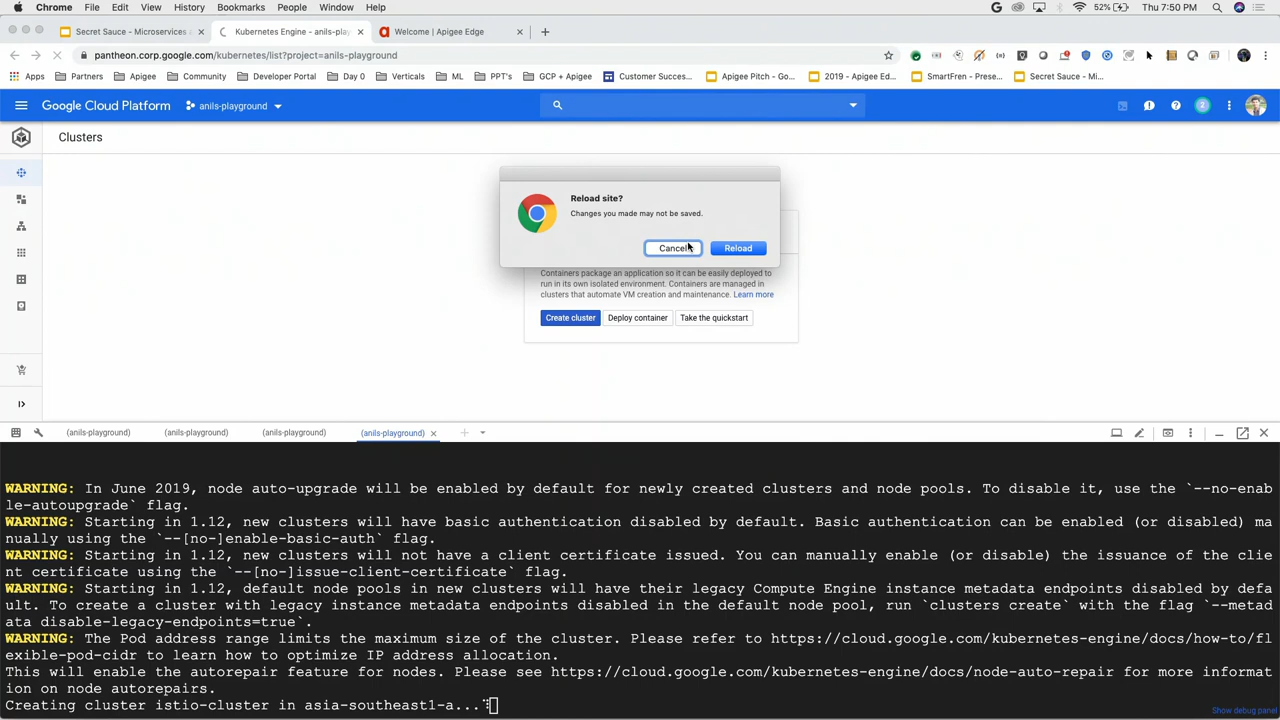 Chrome File Edit View History Bookmarks People Window Help 52% Thu 7:50 PM
Secret Sauce - Microservices a Kubernetes Engine - anils-play Welcome | Apigee Edge
pantheon.corp.google.com/kubernetes/list?project=anils-playground
Apps Partners Apigee Community Developer Portal Day 0 Verticals ML PPT's GCP + Apigee Customer Succes... Apigee Pitch - Go... 2019 - Apigee Ed... SmartFren - Prese... Secret Sauce - Mi...
Google Cloud Platform anils-playground 2
Clusters
Reload site?
Changes you made may not be saved.
Cancel Reload
Containers package an application so it can be easily deployed to
run in its own isolated environment. Containers are managed in
clusters that automate VM creation and maintenance. Learn more
Create cluster Deploy container Take the quickstart
(anils-playground) (anils-playground) (anils-playground) (anils-playground)
WARNING: In June 2019, node auto-upgrade will be enabled by default for newly created clusters and node pools. To disable it, use the `--no-enab
le-autoupgrade` flag.
WARNING: Starting in 1.12, new clusters will have basic authentication disabled by default. Basic authentication can be enabled (or disabled) ma
nually using the `--[no-]enable-basic-auth` flag.
WARNING: Starting in 1.12, new clusters will not have a client certificate issued. You can manually enable (or disable) the issuance of the clie
nt certificate using the `--[no-]issue-client-certificate` flag.
WARNING: Starting in 1.12, default node pools in new clusters will have their legacy Compute Engine instance metadata endpoints disabled by defa
ult. To create a cluster with legacy instance metadata endpoints disabled in the default node pool, run `clusters create` with the flag `--metad
ata disable-legacy-endpoints=true`.
WARNING: The Pod address range limits the maximum size of the cluster. Please refer to https://cloud.google.com/kubernetes-engine/docs/how-to/fl
exible-pod-cidr to learn how to optimize IP address allocation.
This will enable the autorepair feature for nodes. Please see https://cloud.google.com/kubernetes-engine/docs/node-auto-repair for more informat
ion on node autorepairs.
Creating cluster istio-cluster in asia-southeast1-a...
Show debug panel